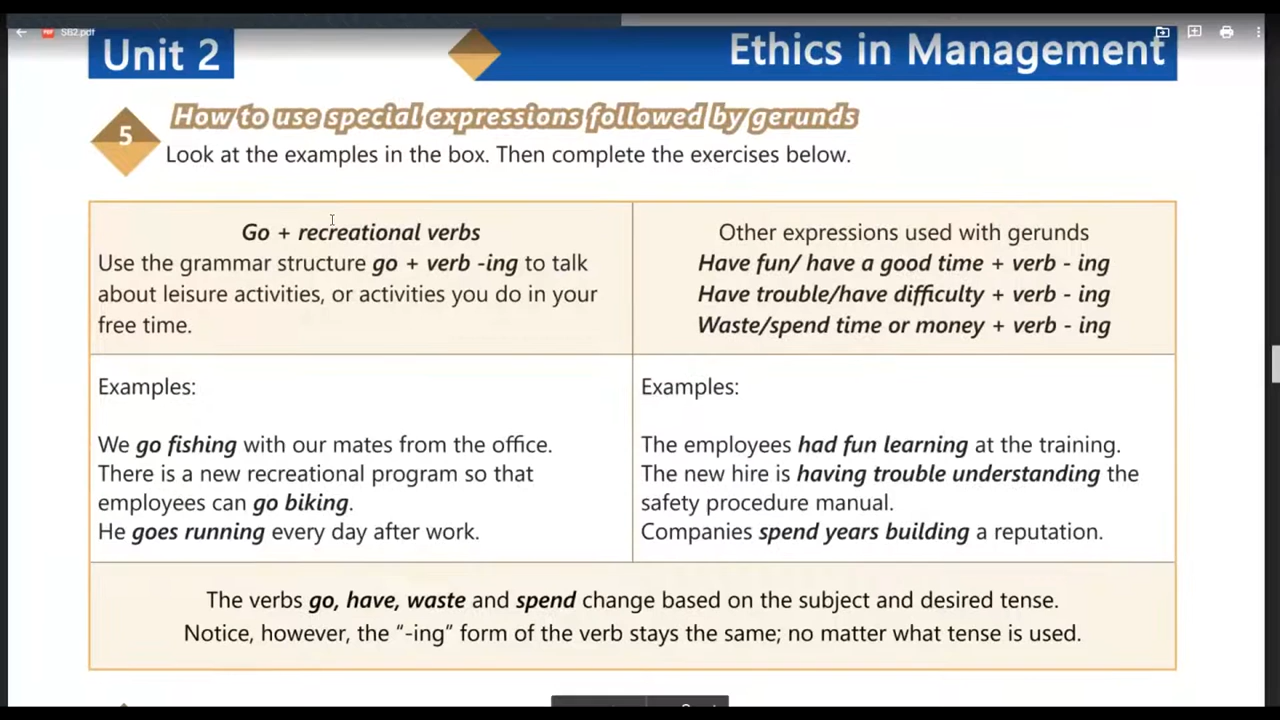 SB2.pdf
Unit 2
Ethics in Management
5
How to use special expressions followed by gerunds
Look at the examples in the box. Then complete the exercises below.
Go + recreational verbs
Use the grammar structure go + verb -ing to talk
about leisure activities, or activities you do in your
free time.
Other expressions used with gerunds
Have fun/ have a good time + verb - ing
Have trouble/have difficulty + verb - ing
Waste/spend time or money + verb - ing
Examples:
We go fishing with our mates from the office.
There is a new recreational program so that
employees can go biking.
He goes running every day after work.
Examples:
The employees had fun learning at the training.
The new hire is having trouble understanding the
safety procedure manual.
Companies spend years building a reputation.
The verbs go, have, waste and spend change based on the subject and desired tense.
Notice, however, the “-ing” form of the verb stays the same; no matter what tense is used.